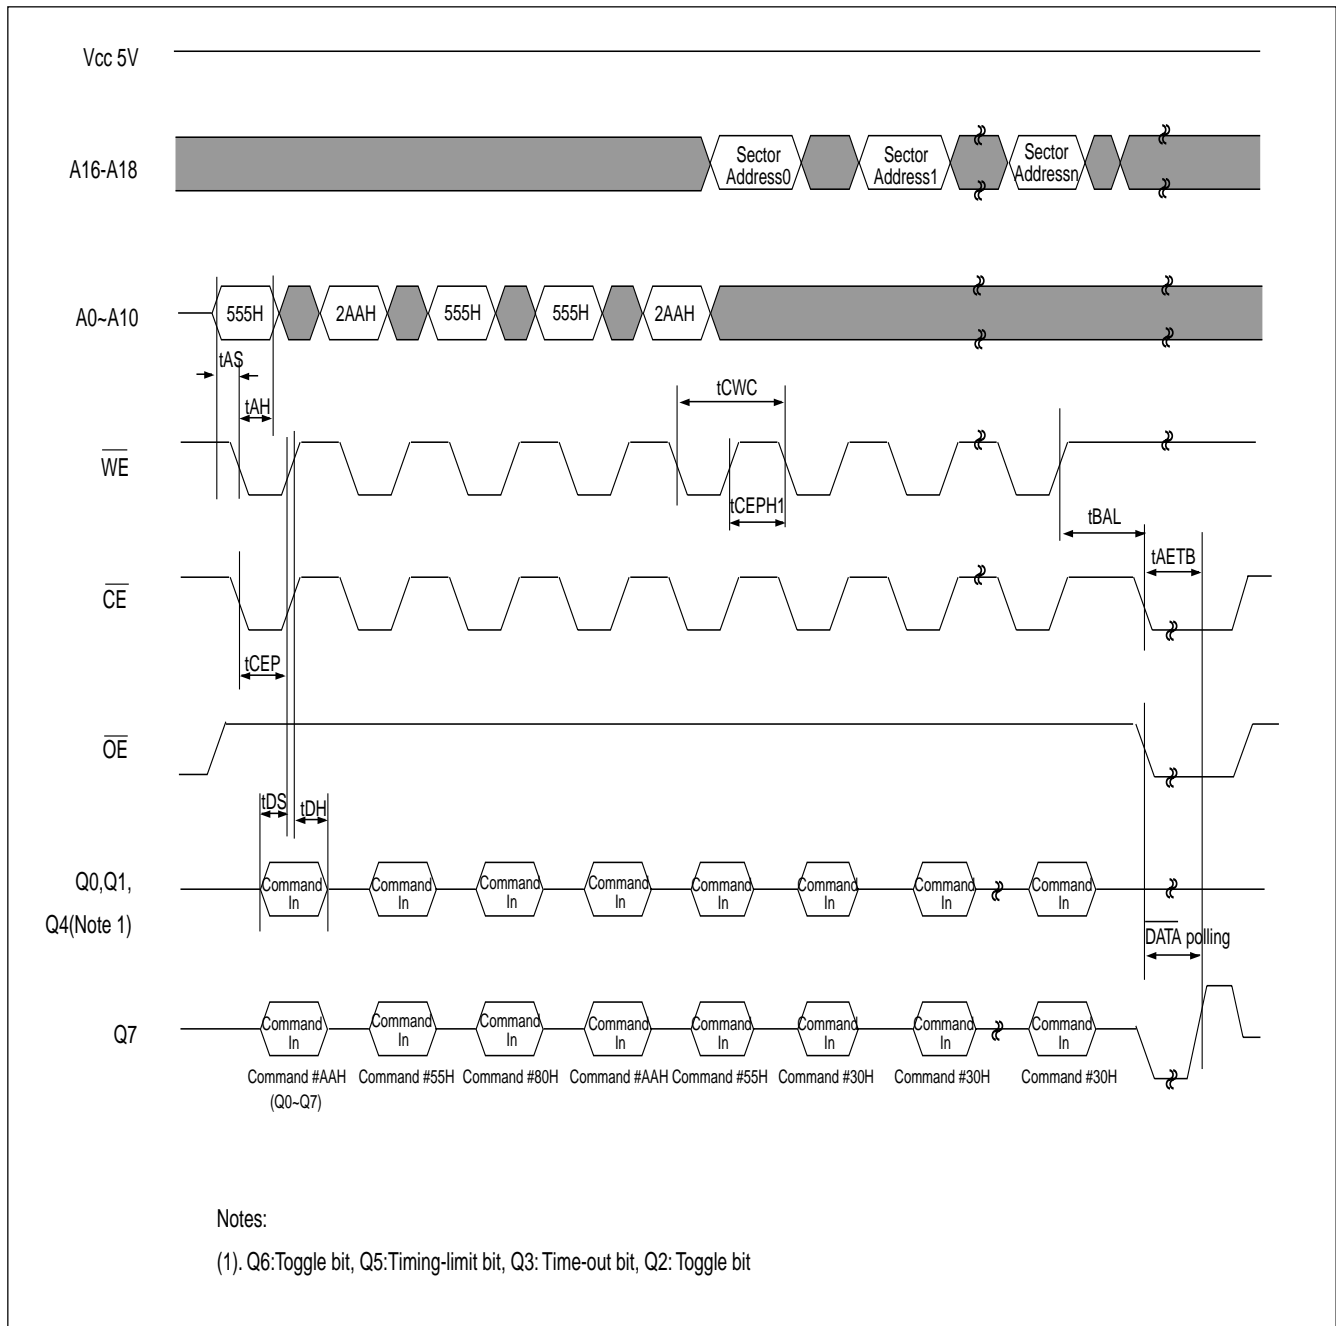 Vcc 5V
A16-A18
Sector
Address0
Sector
Address1
Sector
Addressn
A0~A10
555H
2AAH
555H
555H
2AAH
tAS
tAH
tCWC
WE
tCEPH1
tBAL
tAETB
CE
tCEP
OE
tDS
tDH
Q0,Q1,
Q4(Note 1)
Command
In
Command
In
Command
In
Command
In
Command
In
Command
In
Command
In
Command
In
DATA polling
Q7
Command
In
Command
In
Command
In
Command
In
Command
In
Command
In
Command
In
Command
In
Command #AAH
(Q0~Q7)
Command #55H
Command #80H
Command #AAH
Command #55H
Command #30H
Command #30H
Command #30H
Notes:
(1). Q6:Toggle bit, Q5:Timing-limit bit, Q3: Time-out bit, Q2: Toggle bit